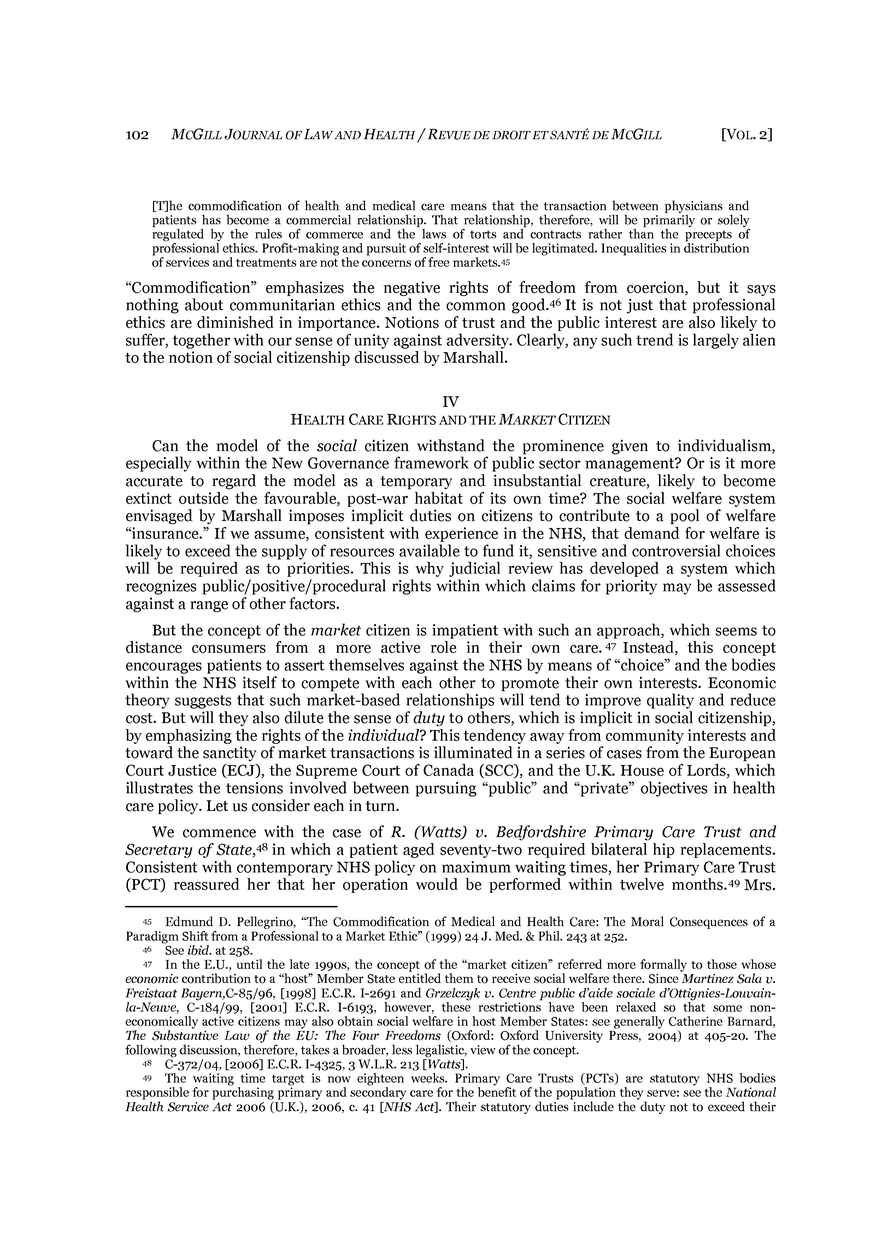 102 MCGILL JOURNAL OF LAW AND HEALTH / REVUE DE DROIT ET SANTÉ DE MCGILL [VOL. 2]
[T]he commodification of health and medical care means that the transaction between physicians and
patients has become a commercial relationship. That relationship, therefore, will be primarily or solely
regulated by the rules of commerce and the laws of torts and contracts rather than the precepts of
professional ethics. Profit-making and pursuit of self-interest will be legitimated. Inequalities in distribution
of services and treatments are not the concerns of free markets.45
“Commodification” emphasizes the negative rights of freedom from coercion, but it says
nothing about communitarian ethics and the common good.46 It is not just that professional
ethics are diminished in importance. Notions of trust and the public interest are also likely to
suffer, together with our sense of unity against adversity. Clearly, any such trend is largely alien
to the notion of social citizenship discussed by Marshall.
IV
HEALTH CARE RIGHTS AND THE MARKET CITIZEN
Can the model of the social citizen withstand the prominence given to individualism,
especially within the New Governance framework of public sector management? Or is it more
accurate to regard the model as a temporary and insubstantial creature, likely to become
extinct outside the favourable, post-war habitat of its own time? The social welfare system
envisaged by Marshall imposes implicit duties on citizens to contribute to a pool of welfare
“insurance.” If we assume, consistent with experience in the NHS, that demand for welfare is
likely to exceed the supply of resources available to fund it, sensitive and controversial choices
will be required as to priorities. This is why judicial review has developed a system which
recognizes public/positive/procedural rights within which claims for priority may be assessed
against a range of other factors.
But the concept of the market citizen is impatient with such an approach, which seems to
distance consumers from a more active role in their own care. 47 Instead, this concept
encourages patients to assert themselves against the NHS by means of “choice” and the bodies
within the NHS itself to compete with each other to promote their own interests. Economic
theory suggests that such market-based relationships will tend to improve quality and reduce
cost. But will they also dilute the sense of duty to others, which is implicit in social citizenship,
by emphasizing the rights of the individual? This tendency away from community interests and
toward the sanctity of market transactions is illuminated in a series of cases from the European
Court Justice (ECJ), the Supreme Court of Canada (SCC), and the U.K. House of Lords, which
illustrates the tensions involved between pursuing “public” and “private” objectives in health
care policy. Let us consider each in turn.
We commence with the case of R. (Watts) v. Bedfordshire Primary Care Trust and
Secretary of State,48 in which a patient aged seventy-two required bilateral hip replacements.
Consistent with contemporary NHS policy on maximum waiting times, her Primary Care Trust
(PCT) reassured her that her operation would be performed within twelve months.49 Mrs.
45 Edmund D. Pellegrino, “The Commodification of Medical and Health Care: The Moral Consequences of a
Paradigm Shift from a Professional to a Market Ethic” (1999) 24 J. Med. & Phil. 243 at 252.
46 See ibid. at 258.
47 In the E.U., until the late 1990s, the concept of the “market citizen” referred more formally to those whose
economic contribution to a “host” Member State entitled them to receive social welfare there. Since Martinez Sala v.
Freistaat Bayern,C-85/96, [1998] E.C.R. I-2691 and Grzelczyk v. Centre public d’aide sociale d’Ottignies-Louvain-
la-Neuve, C-184/99, [2001] E.C.R. I-6193, however, these restrictions have been relaxed so that some non-
economically active citizens may also obtain social welfare in host Member States: see generally Catherine Barnard,
The Substantive Law of the EU: The Four Freedoms (Oxford: Oxford University Press, 2004) at 405-20. The
following discussion, therefore, takes a broader, less legalistic, view of the concept.
48 C-372/04, [2006] E.C.R. I-4325, 3 W.L.R. 213 [Watts].
49 The waiting time target is now eighteen weeks. Primary Care Trusts (PCTs) are statutory NHS bodies
responsible for purchasing primary and secondary care for the benefit of the population they serve: see the National
Health Service Act 2006 (U.K.), 2006, c. 41 [NHS Act]. Their statutory duties include the duty not to exceed their